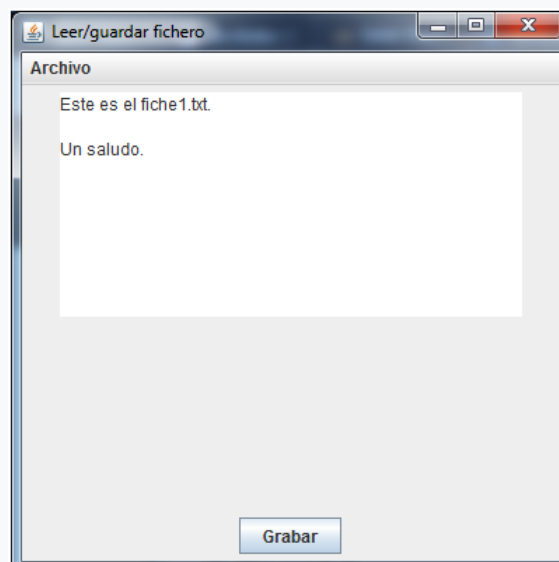 Leer/guardar fichero
Archivo
Este es el fiche1.txt.
Un saludo.
Grabar